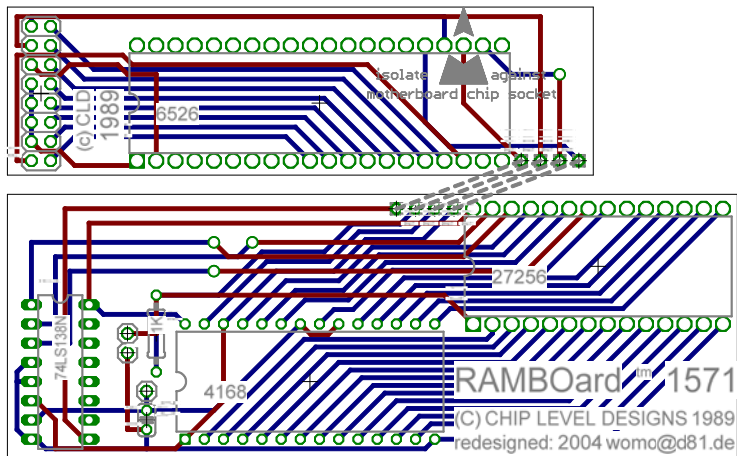 isolate against
motherboard chip socket
(c) CLD
1989
6526
27256
74LS138N
1K
4168
RAMBOard tm 1571
(C) CHIP LEVEL DESIGNS 1989
redesigned: 2004 womo@d81.de